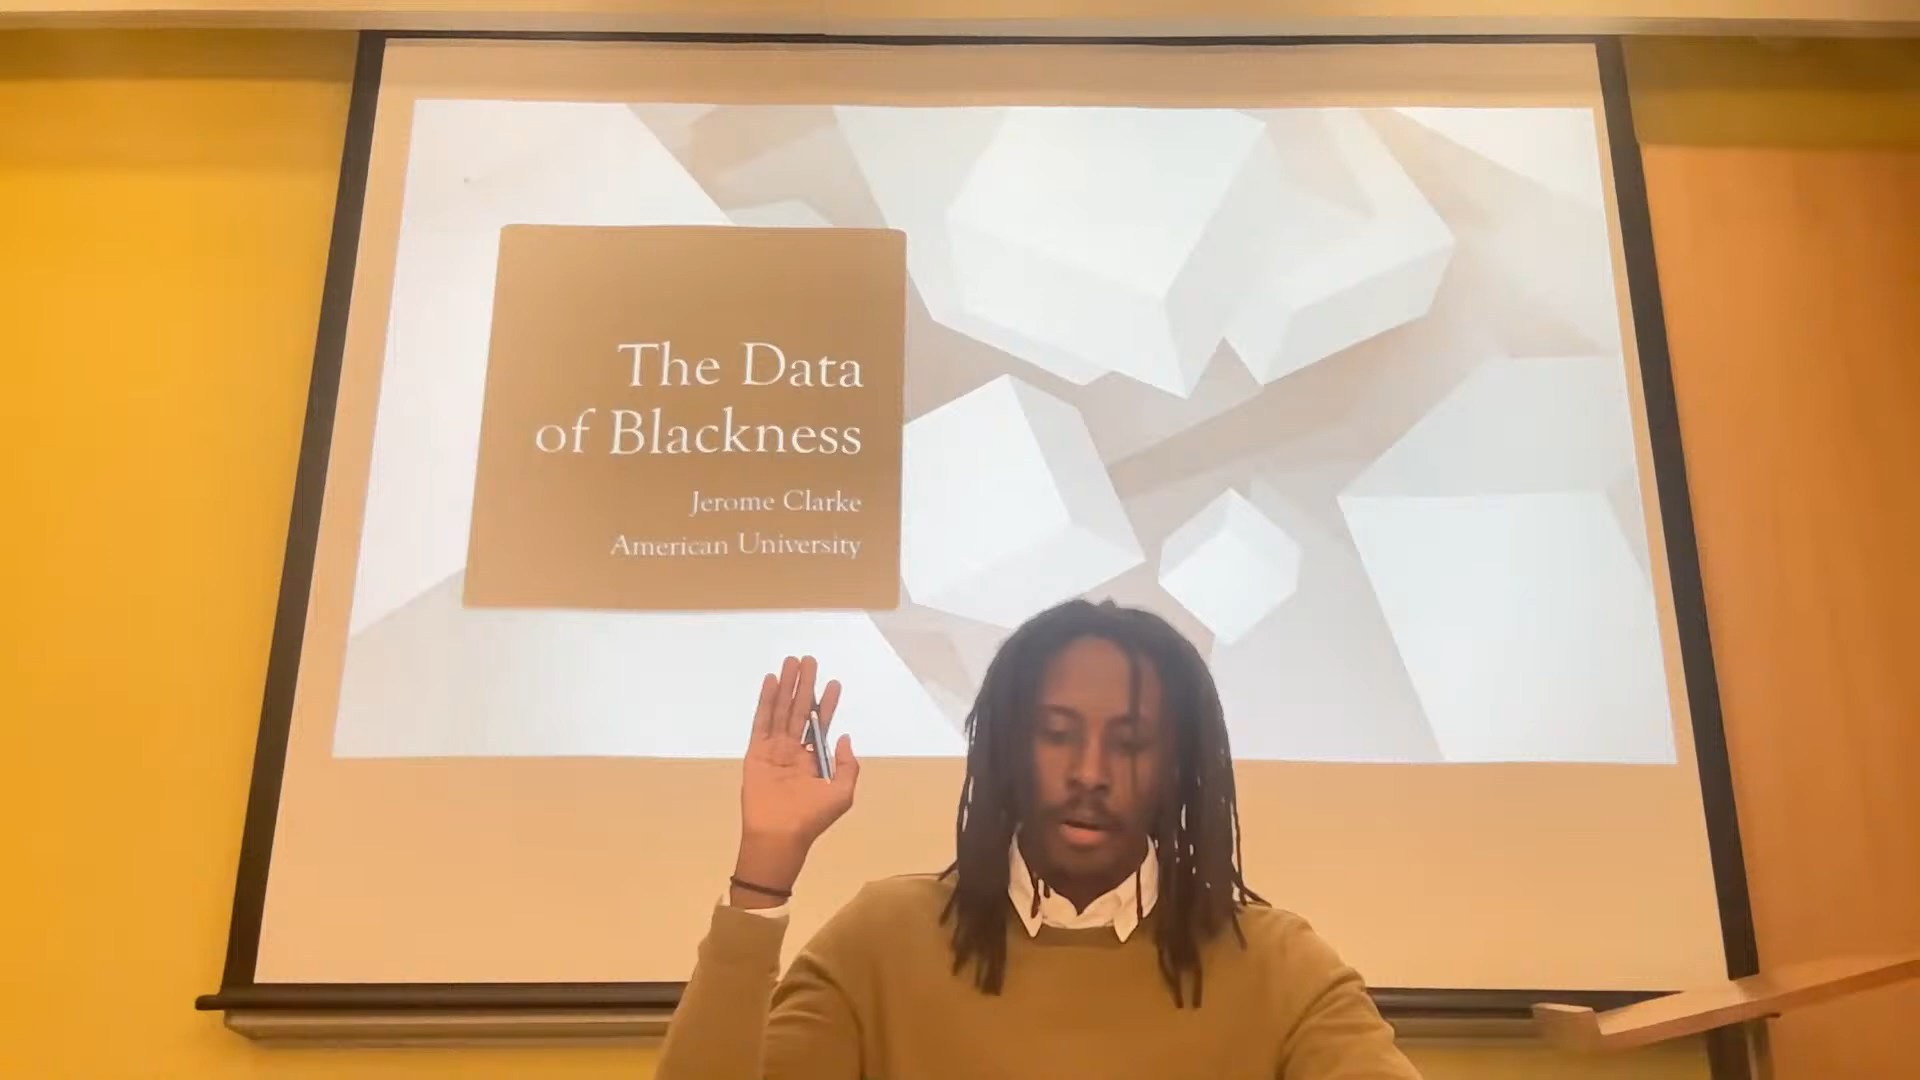 The Data
of Blackness
Jerome Clarke
American University